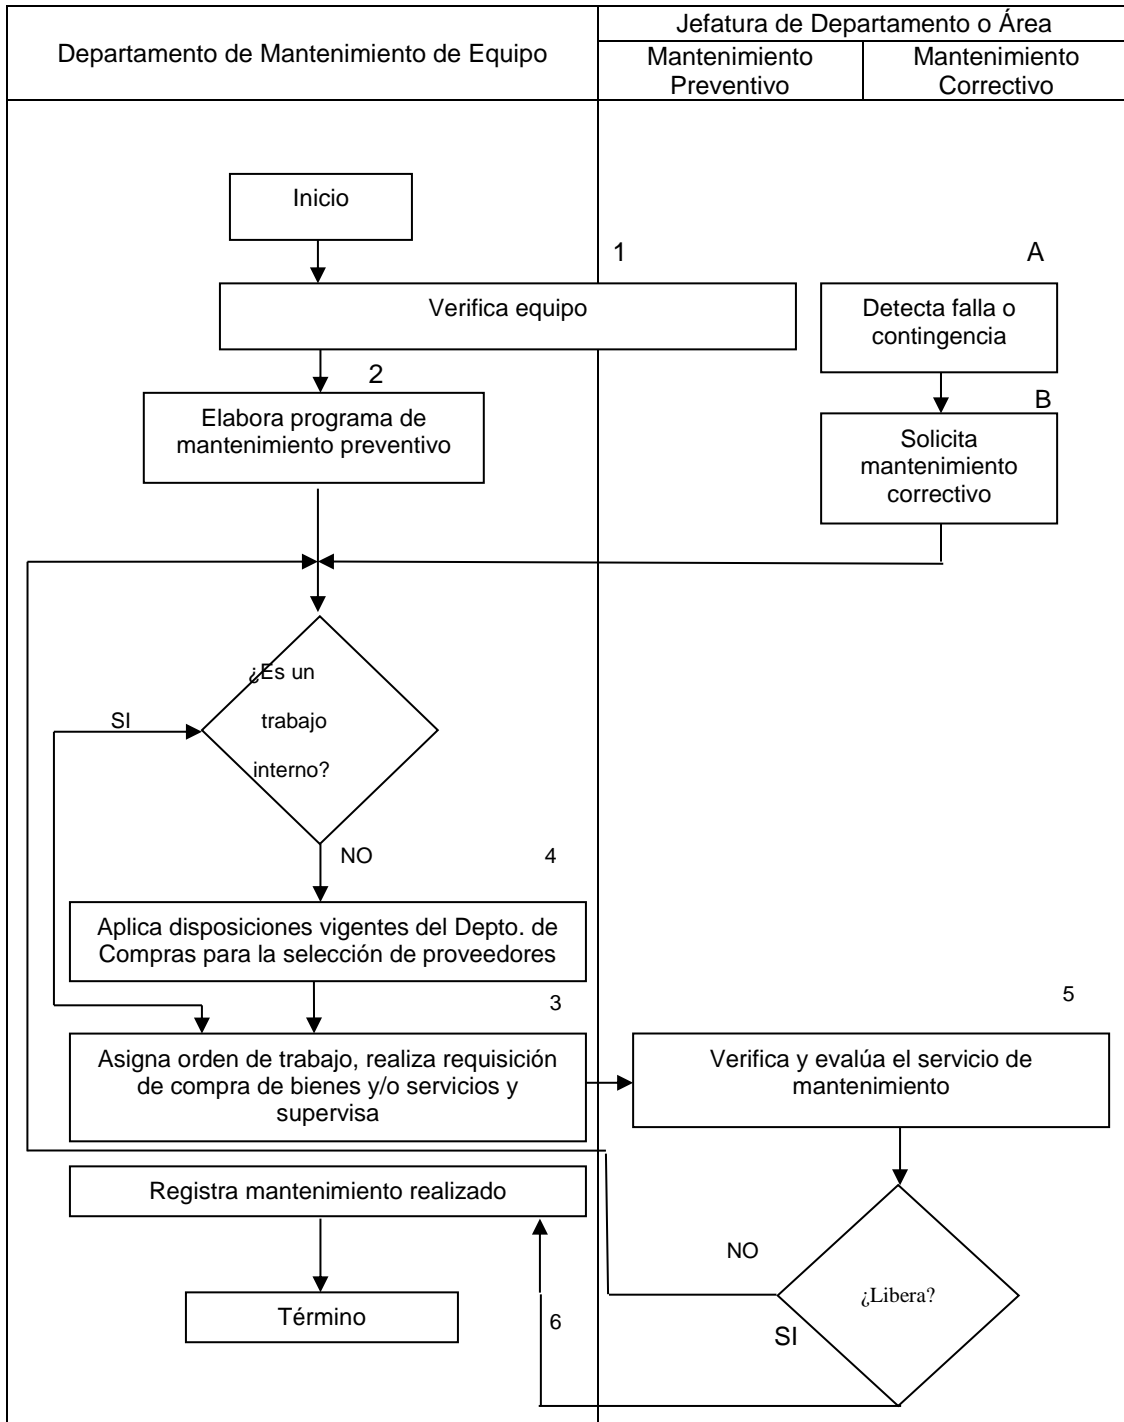 Departamento de Mantenimiento de Equipo
Jefatura de Departamento o Área
Mantenimiento
Preventivo
Mantenimiento
Correctivo
Inicio
1
A
Verifica equipo
Detecta falla o
contingencia
2
B
Elabora programa de
mantenimiento preventivo
Solicita
mantenimiento
correctivo
¿Es un
trabajo
interno?
SI
NO
4
Aplica disposiciones vigentes del Depto. de
Compras para la selección de proveedores
3
5
Asigna orden de trabajo, realiza requisición
de compra de bienes y/o servicios y
supervisa
Verifica y evalúa el servicio de
mantenimiento
Registra mantenimiento realizado
NO
¿Libera?
Término
6
SI